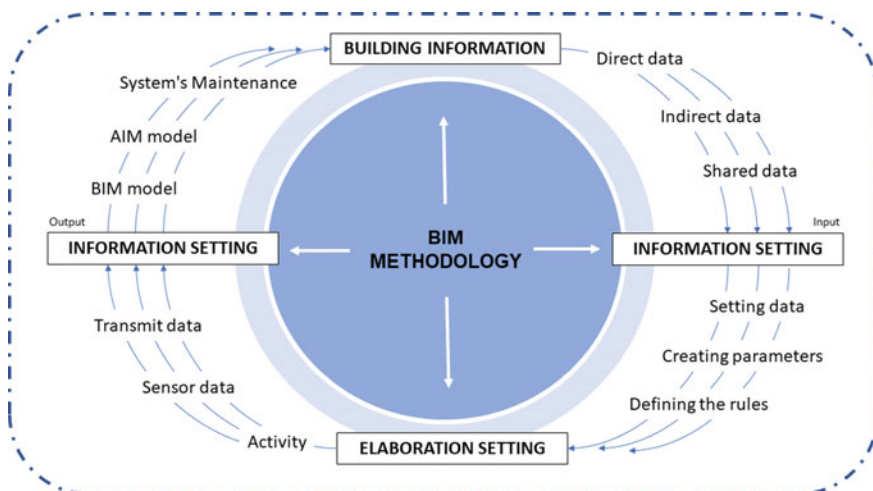 BUILDING INFORMATION
Direct data
System's Maintenance
Indirect data
AIM model
Shared data
BIM model
Output
Input
INFORMATION SETTING
BIM
METHODOLOGY
INFORMATION SETTING
Setting data
Transmit data
Creating parameters
Sensor data
Defining the rules
Activity
ELABORATION SETTING